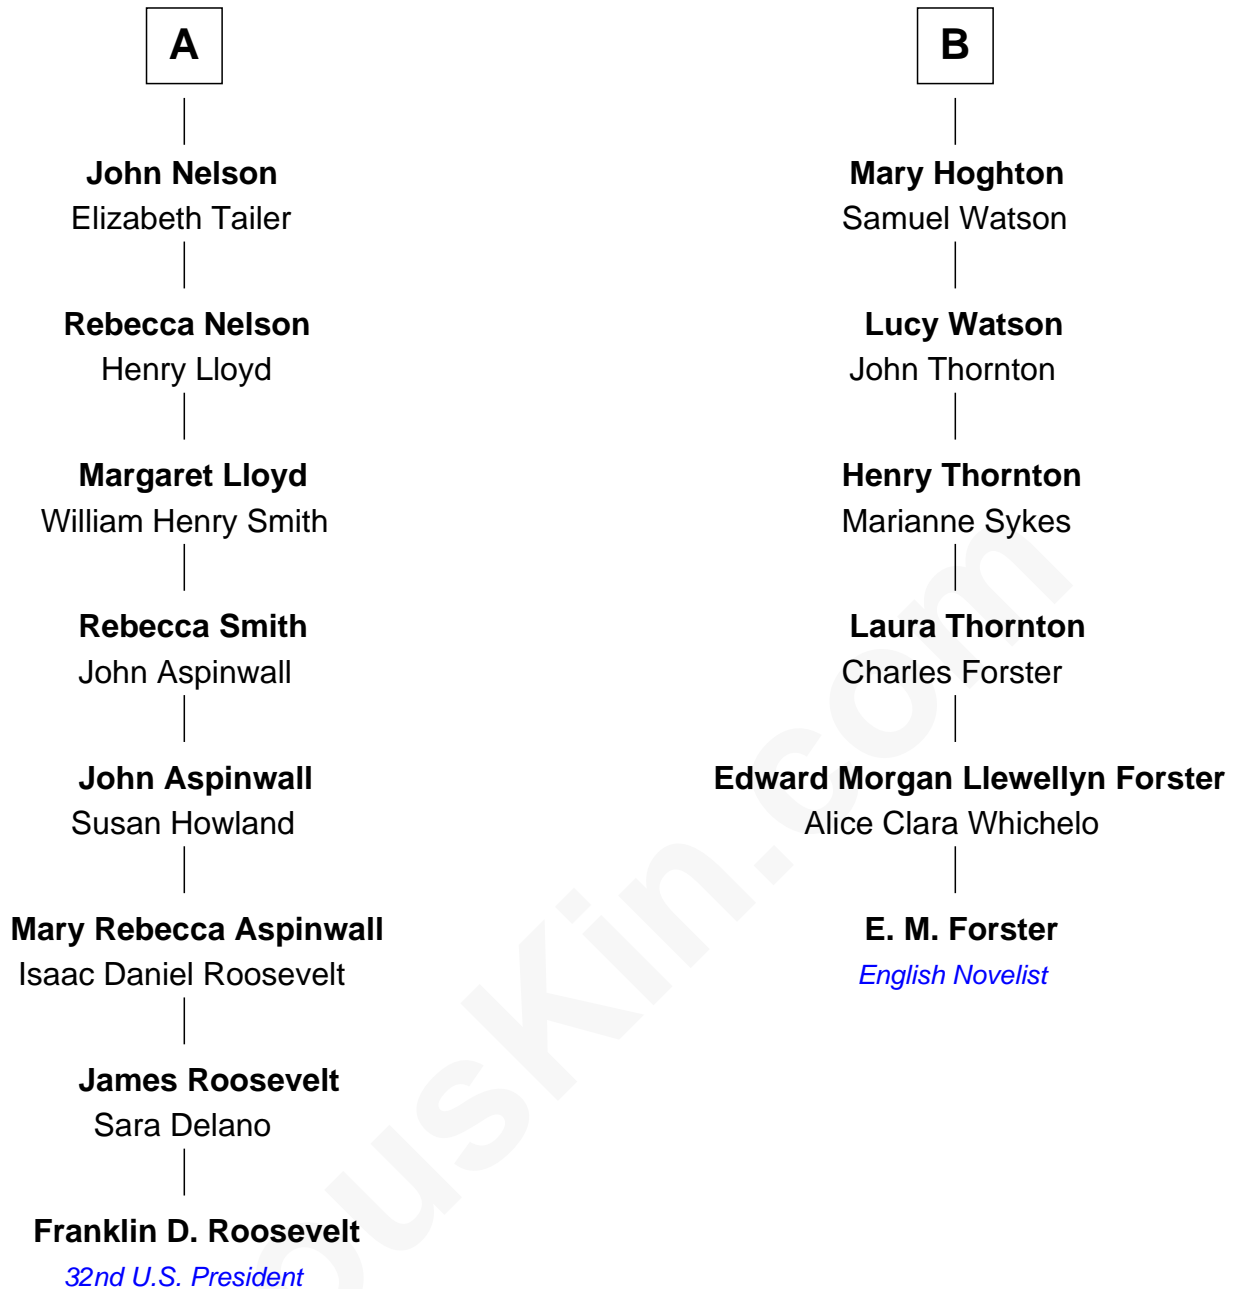 A
John Nelson
Elizabeth Tailer
Rebecca Nelson
Henry Lloyd
Margaret Lloyd
William Henry Smith
Rebecca Smith
John Aspinwall
John Aspinwall
Susan Howland
Mary Rebecca Aspinwall
Isaac Daniel Roosevelt
James Roosevelt
Sara Delano
Franklin D. Roosevelt
32nd U.S. President
B
Mary Hoghton
Samuel Watson
Lucy Watson
John Thornton
Henry Thornton
Marianne Sykes
Laura Thornton
Charles Forster
Edward Morgan Llewellyn Forster
Alice Clara Whichelo
E. M. Forster
English Novelist
ousKin.com